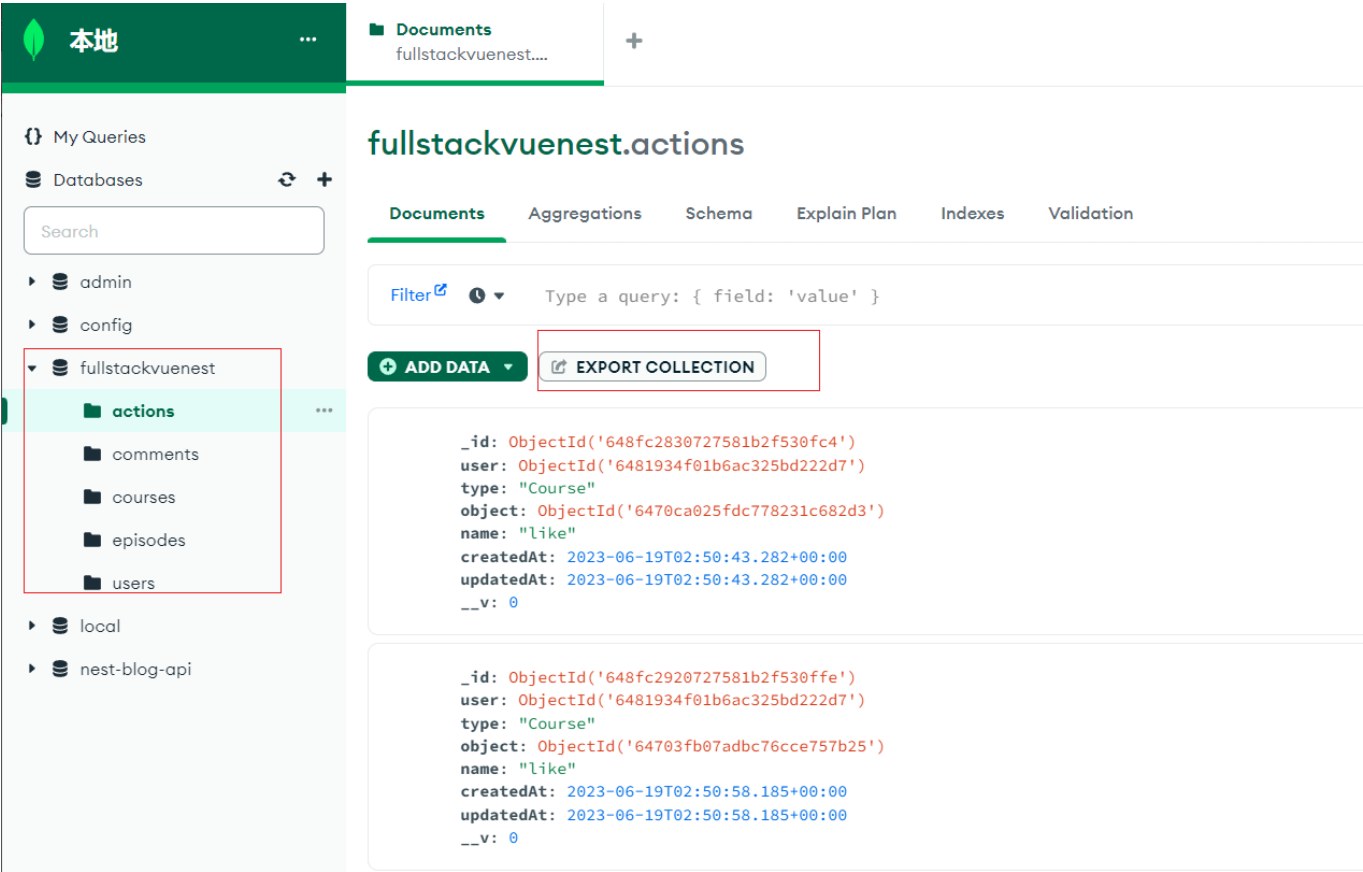 本地
...
Documents
fullstackvuenest....
+
{} My Queries
Databases
Search
admin
config
fullstackvuenest
actions
...
comments
courses
episodes
users
local
nest-blog-api
fullstackvuenest.actions
Documents Aggregations Schema Explain Plan Indexes Validation
Filter Type a query: { field: 'value' }
ADD DATA EXPORT COLLECTION
_id: ObjectId('648fc2830727581b2f530fc4')
user: ObjectId('6481934f01b6ac325bd222d7')
type: "Course"
object: ObjectId('6470ca025fdc778231c682d3')
name: "like"
createdAt: 2023-06-19T02:50:43.282+00:00
updatedAt: 2023-06-19T02:50:43.282+00:00
__v: 0
_id: ObjectId('648fc2920727581b2f530ffe')
user: ObjectId('6481934f01b6ac325bd222d7')
type: "Course"
object: ObjectId('64703fb07adbc76cce757b25')
name: "like"
createdAt: 2023-06-19T02:50:58.185+00:00
updatedAt: 2023-06-19T02:50:58.185+00:00
__v: 0